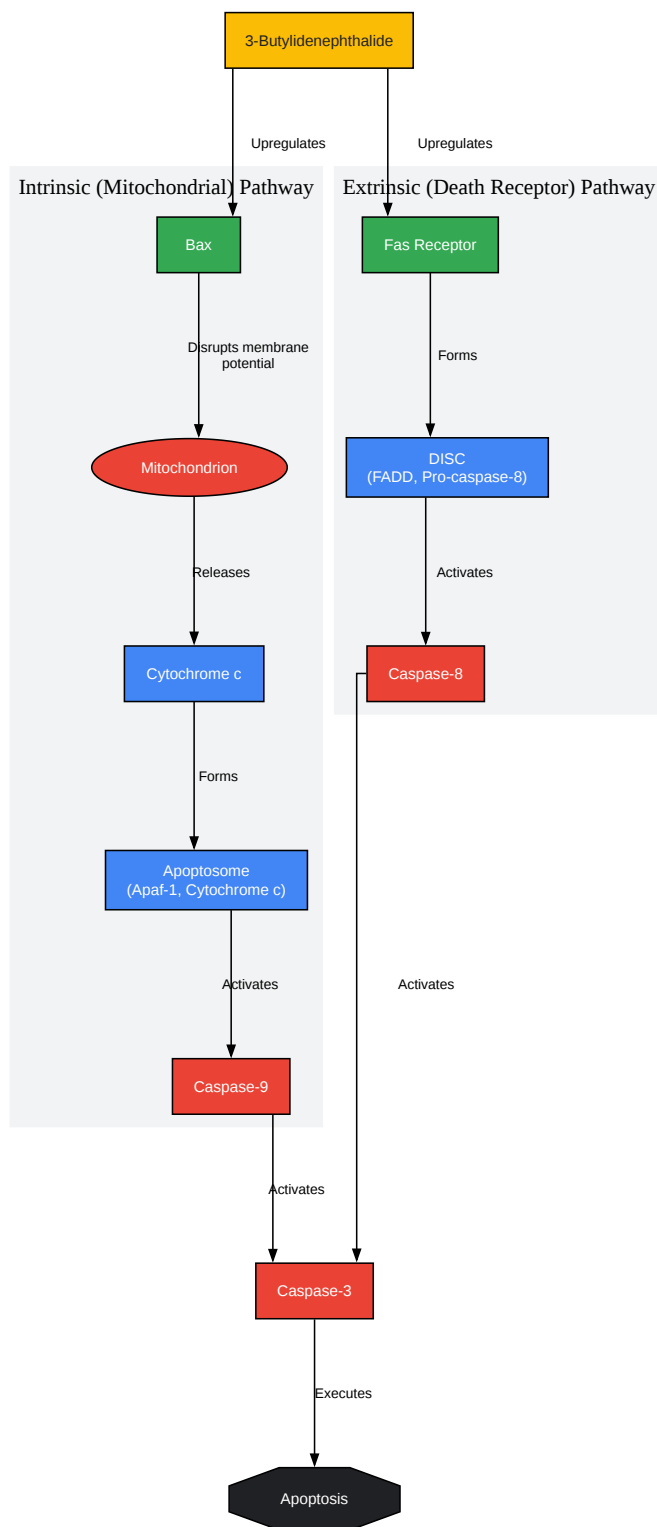 3-Butylidenephthalide
Upregulates
Upregulates
Intrinsic (Mitochondrial) Pathway
Extrinsic (Death Receptor) Pathway
Bax
Fas Receptor
Disrupts membrane
potential
Forms
Mitochondrion
DISC
(FADD, Pro-caspase-8)
Releases
Activates
Cytochrome c
Caspase-8
Forms
Apoptosome
(Apaf-1, Cytochrome c)
Activates
Activates
Caspase-9
Activates
Caspase-3
Executes
Apoptosis